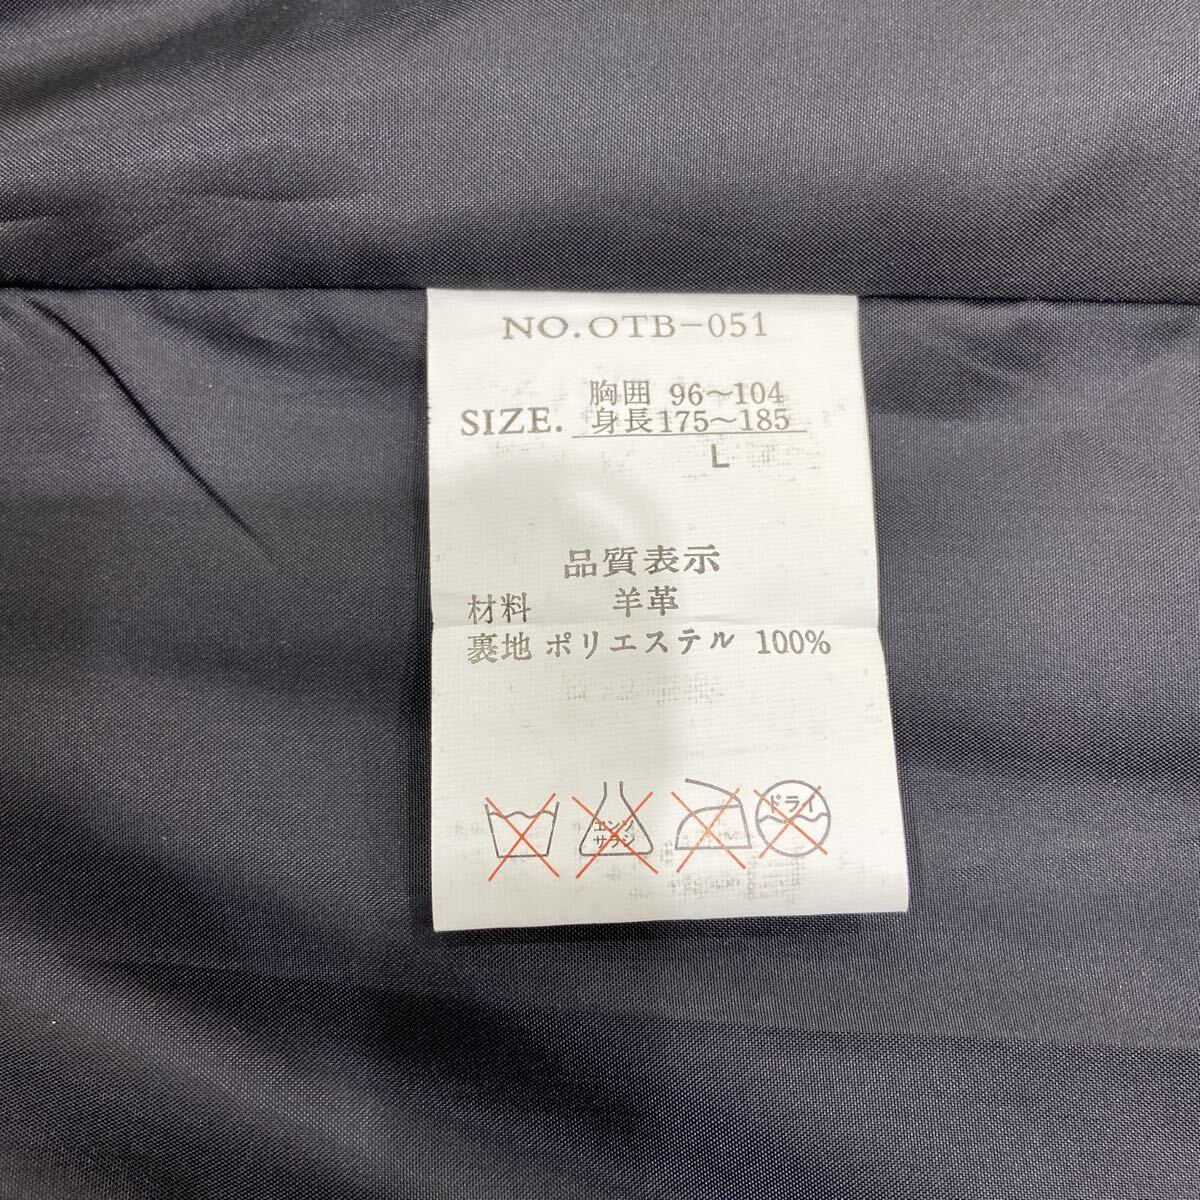 NO.OTB-051
胸囲 96～104
SIZE. 身長175～185
L
品質表示
材料 羊革
裏地 ポリエステル 100%
エンソ
サラシ
ドライ